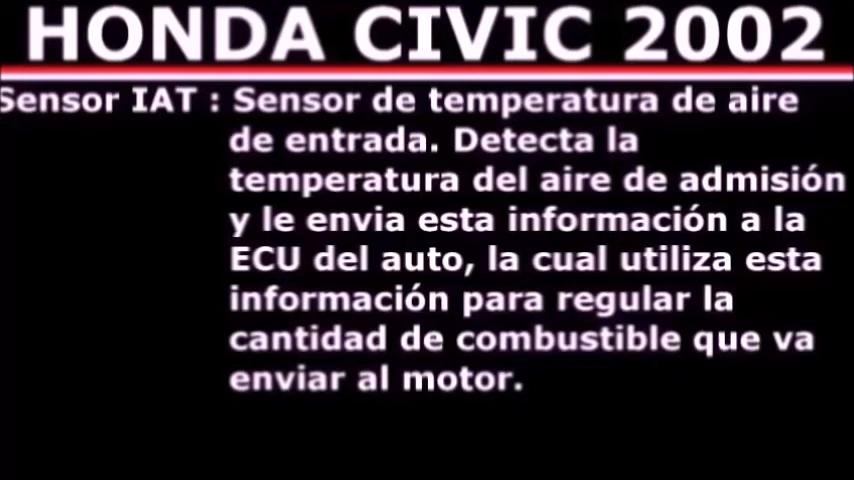 HONDA CIVIC 2002
Sensor IAT : Sensor de temperatura de aire
de entrada. Detecta la
temperatura del aire de admisión
y le envia esta información a la
ECU del auto, la cual utiliza esta
información para regular la
cantidad de combustible que va
enviar al motor.